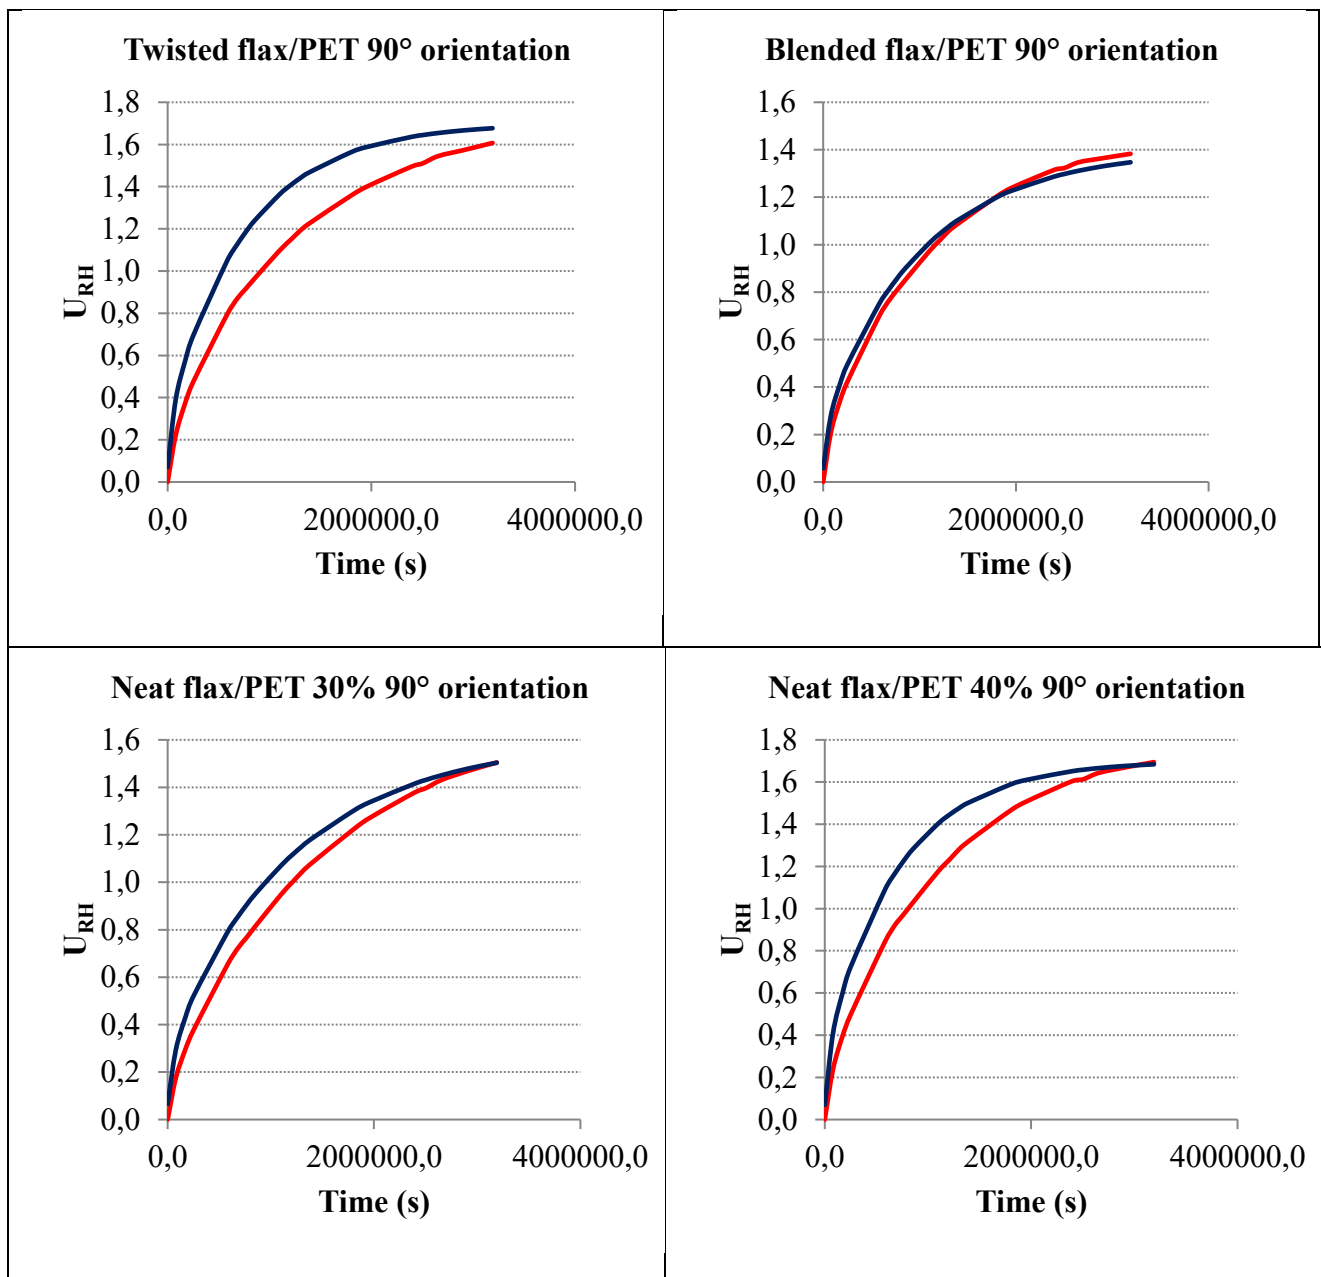 Twisted flax/PET 90° orientation
1,8
1,6
1,4
1,2
1,0
0,8
0,6
0,4
0,2
0,0
U_RH
0,0 2000000,0 4000000,0
Time (s)
Blended flax/PET 90° orientation
1,6
1,4
1,2
1,0
0,8
0,6
0,4
0,2
0,0
U_RH
0,0 2000000,0 4000000,0
Time (s)
Neat flax/PET 30% 90° orientation
1,6
1,4
1,2
1,0
0,8
0,6
0,4
0,2
0,0
U_RH
0,0 2000000,0 4000000,0
Time (s)
Neat flax/PET 40% 90° orientation
1,8
1,6
1,4
1,2
1,0
0,8
0,6
0,4
0,2
0,0
U_RH
0,0 2000000,0 4000000,0
Time (s)